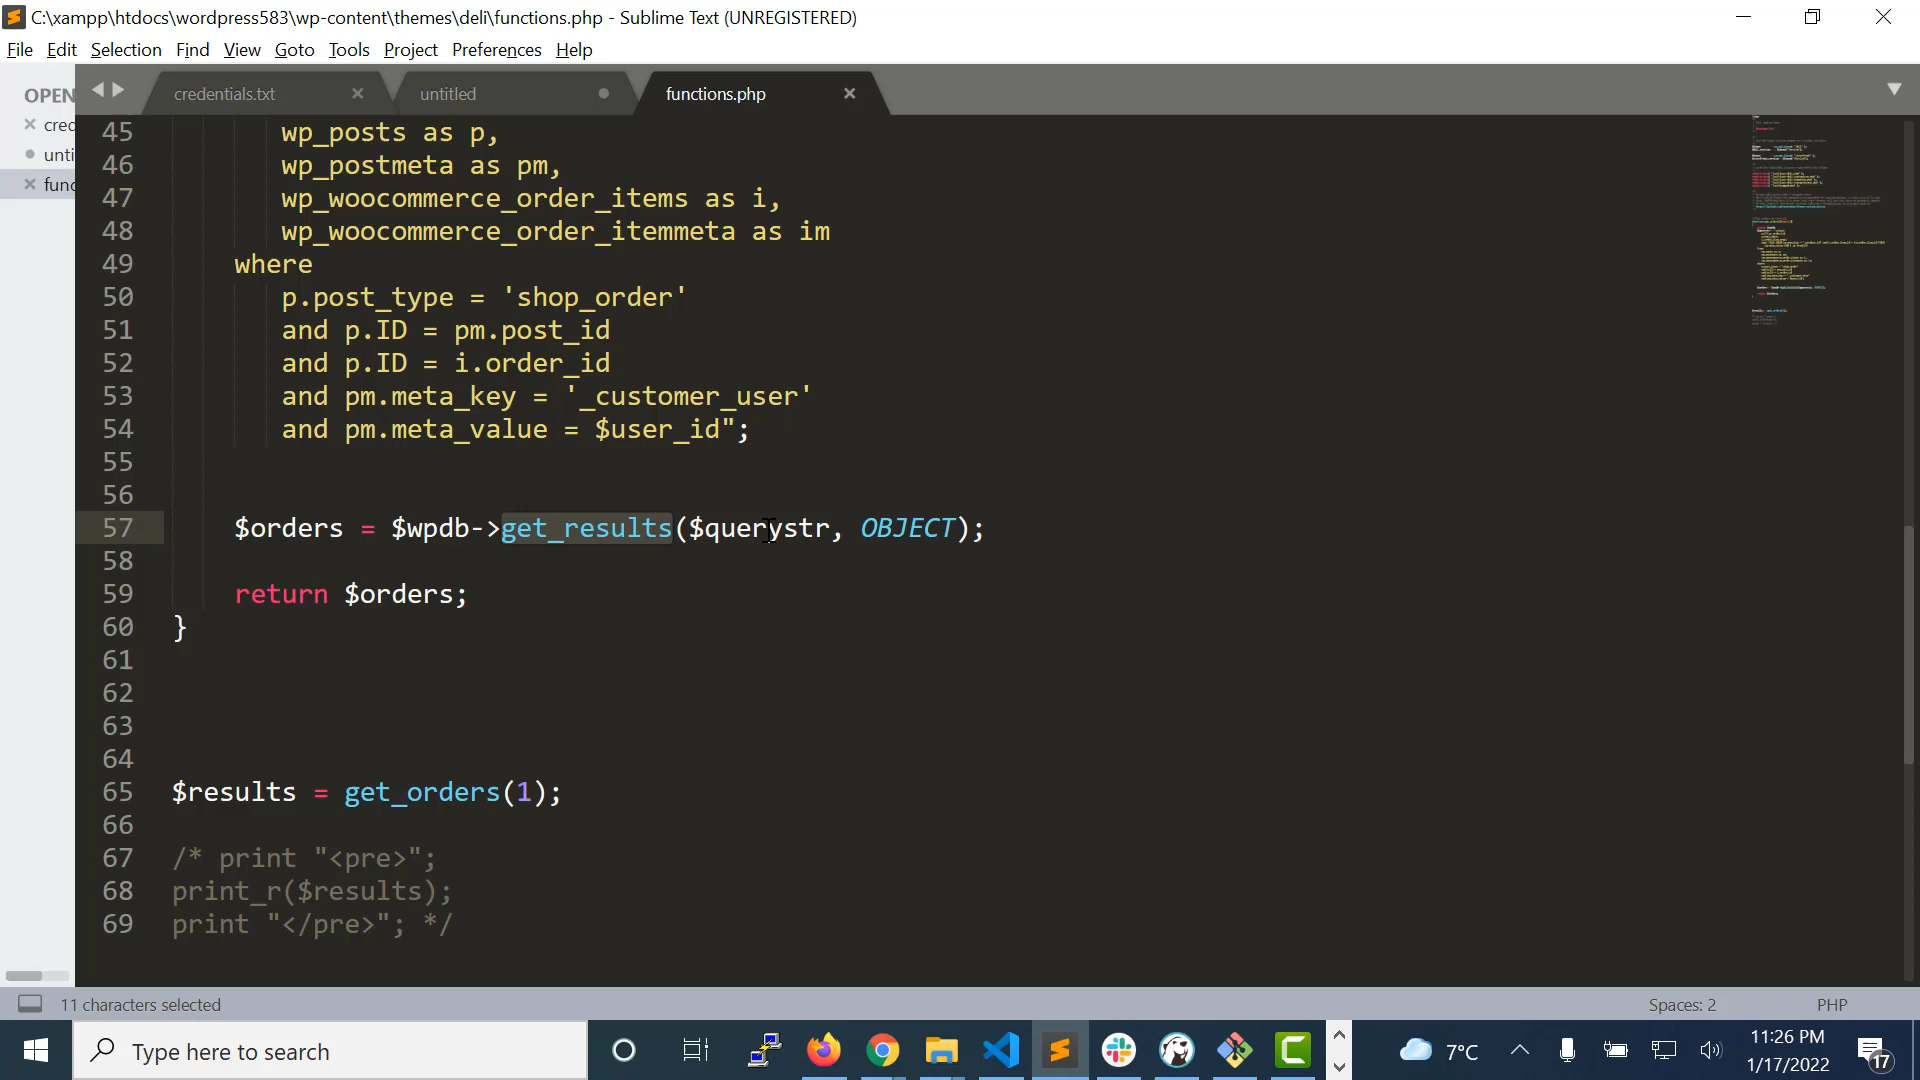 C:\xampp\htdocs\wordpress583\wp-content\themes\deli\functions.php - Sublime Text (UNREGISTERED)
File Edit Selection Find View Goto Tools Project Preferences Help
OPEN
credentials.txt
untitled
functions.php
cred
unti
func
45 wp_posts as p,
46 wp_postmeta as pm,
47 wp_woocommerce_order_items as i,
48 wp_woocommerce_order_itemmeta as im
49 where
50 p.post_type = 'shop_order'
51 and p.ID = pm.post_id
52 and p.ID = i.order_id
53 and pm.meta_key = '_customer_user'
54 and pm.meta_value = $user_id";
55
56
57 $orders = $wpdb->get_results($querystr, OBJECT);
58
59 return $orders;
60 }
61
62
63
64
65 $results = get_orders(1);
66
67 /* print "<pre>";
68 print_r($results);
69 print "</pre>"; */
11 characters selected
Spaces: 2
PHP
Type here to search
7°C
11:26 PM
1/17/2022
17